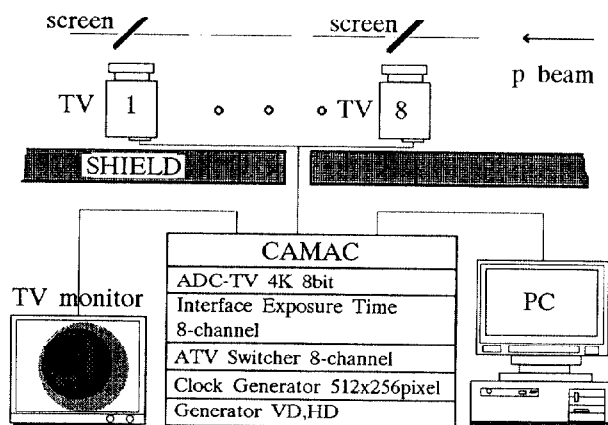 screen
screen
p beam
TV 1
TV 8
SHIELD
CAMAC
ADC-TV 4K 8bit
Interface Exposure Time
8-channel
ATV Switcher 8-channel
Clock Generator 512x256pixel
Generator VD,HD
TV monitor
PC